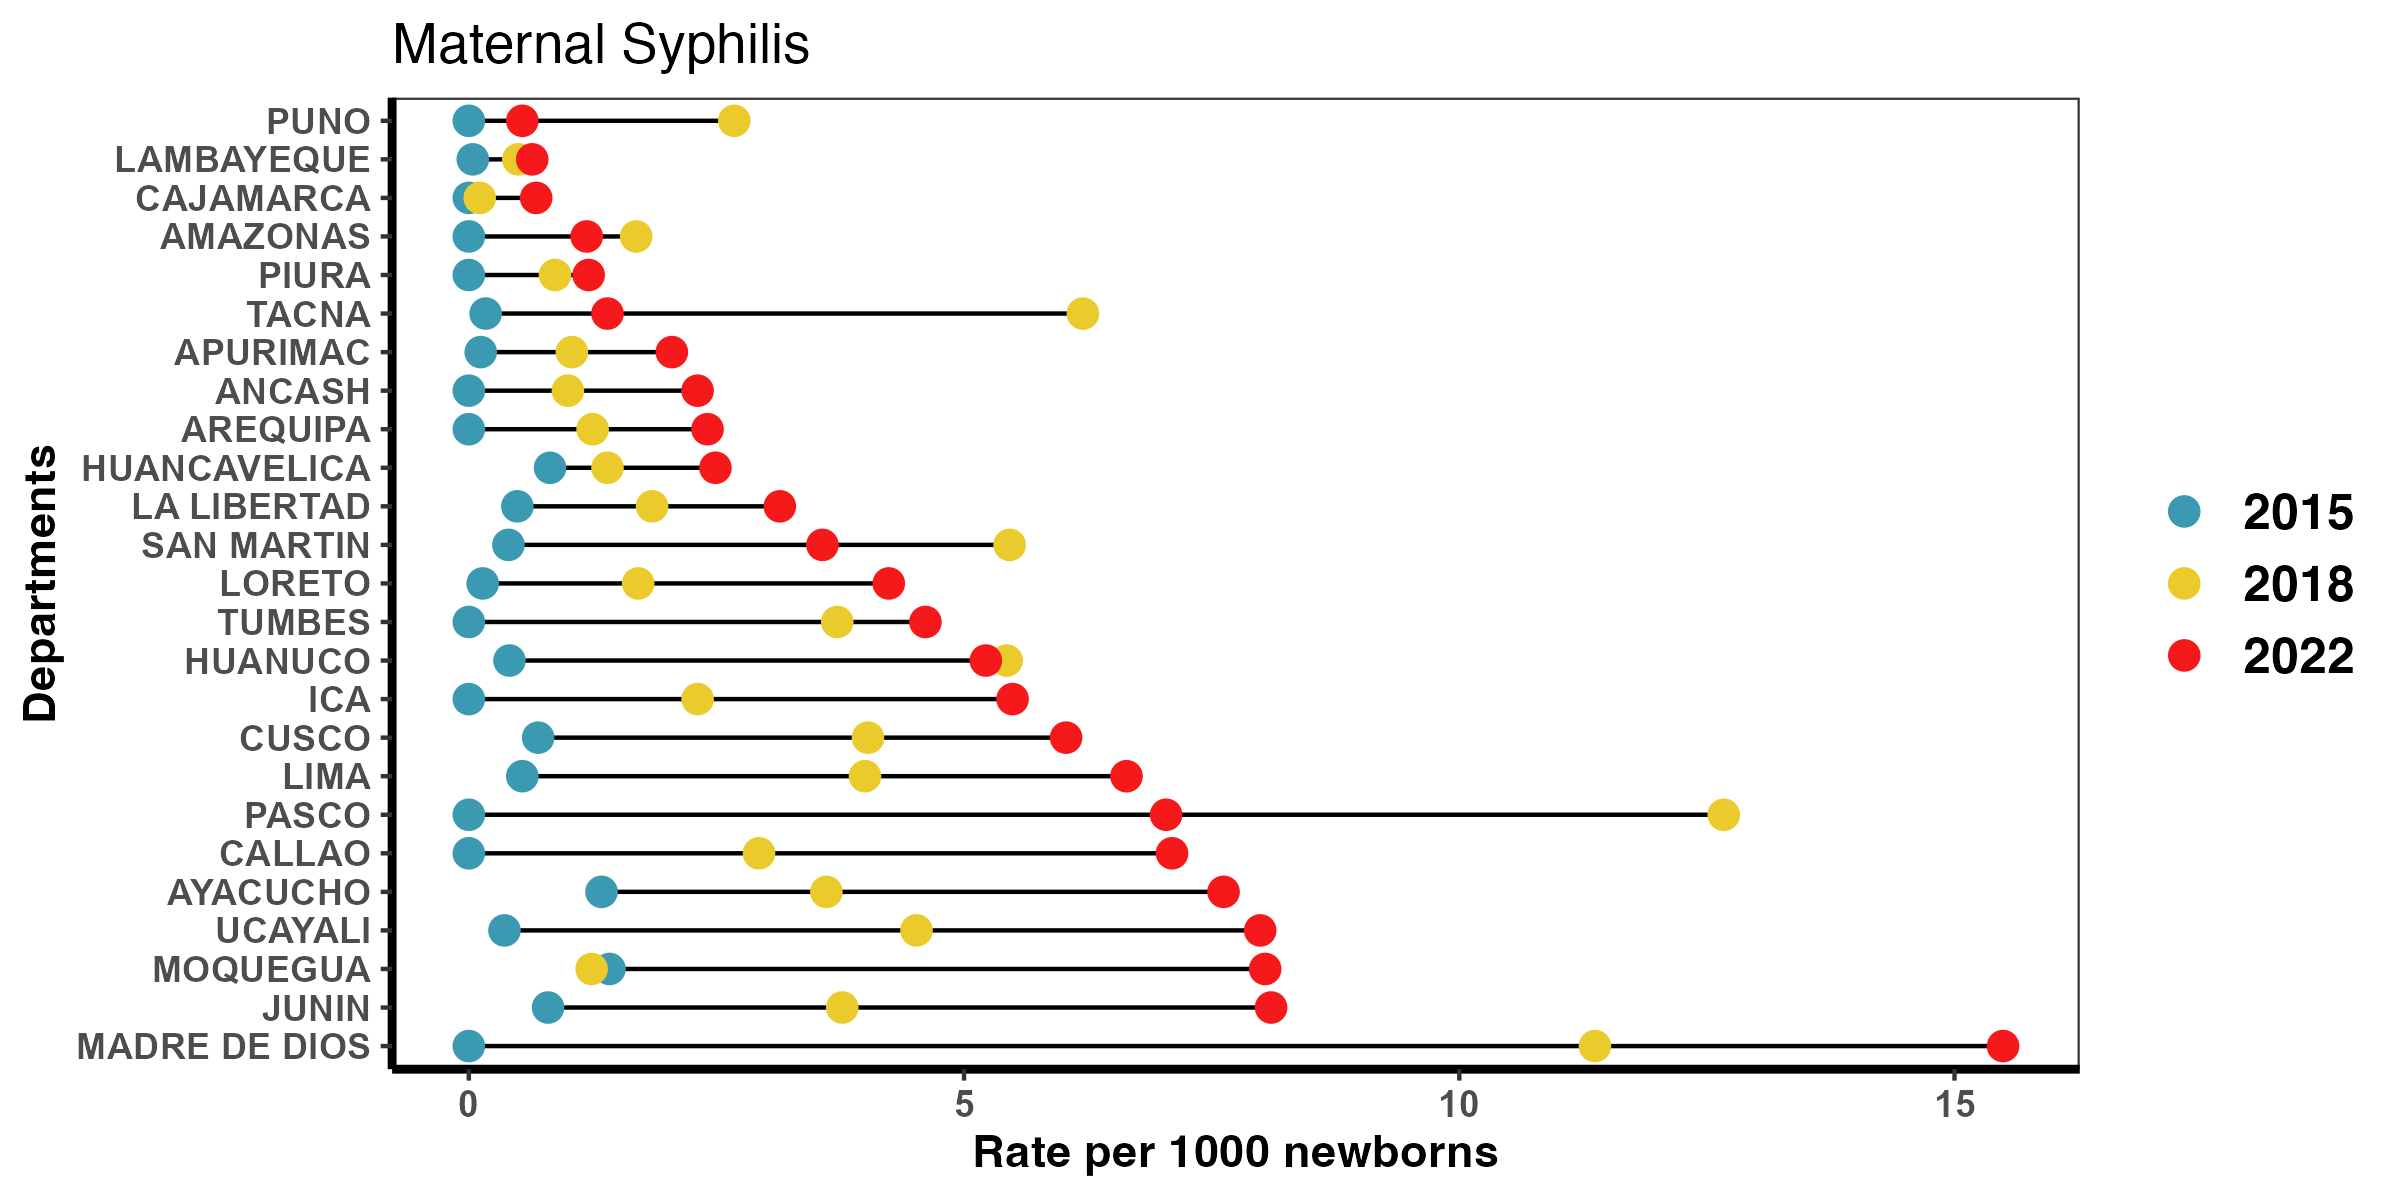 Maternal Syphilis
PUNO
LAMBAYEQUE
CAJAMARCA
AMAZONAS
PIURA
TACNA
APURIMAC
ANCASH
AREQUIPA
HUANCAVELICA
LA LIBERTAD
SAN MARTIN
LORETO
TUMBES
HUANUCO
ICA
CUSCO
LIMA
PASCO
CALLAO
AYACUCHO
UCAYALI
MOQUEGUA
JUNIN
MADRE DE DIOS
Departments
0 5 10 15
Rate per 1000 newborns
2015
2018
2022